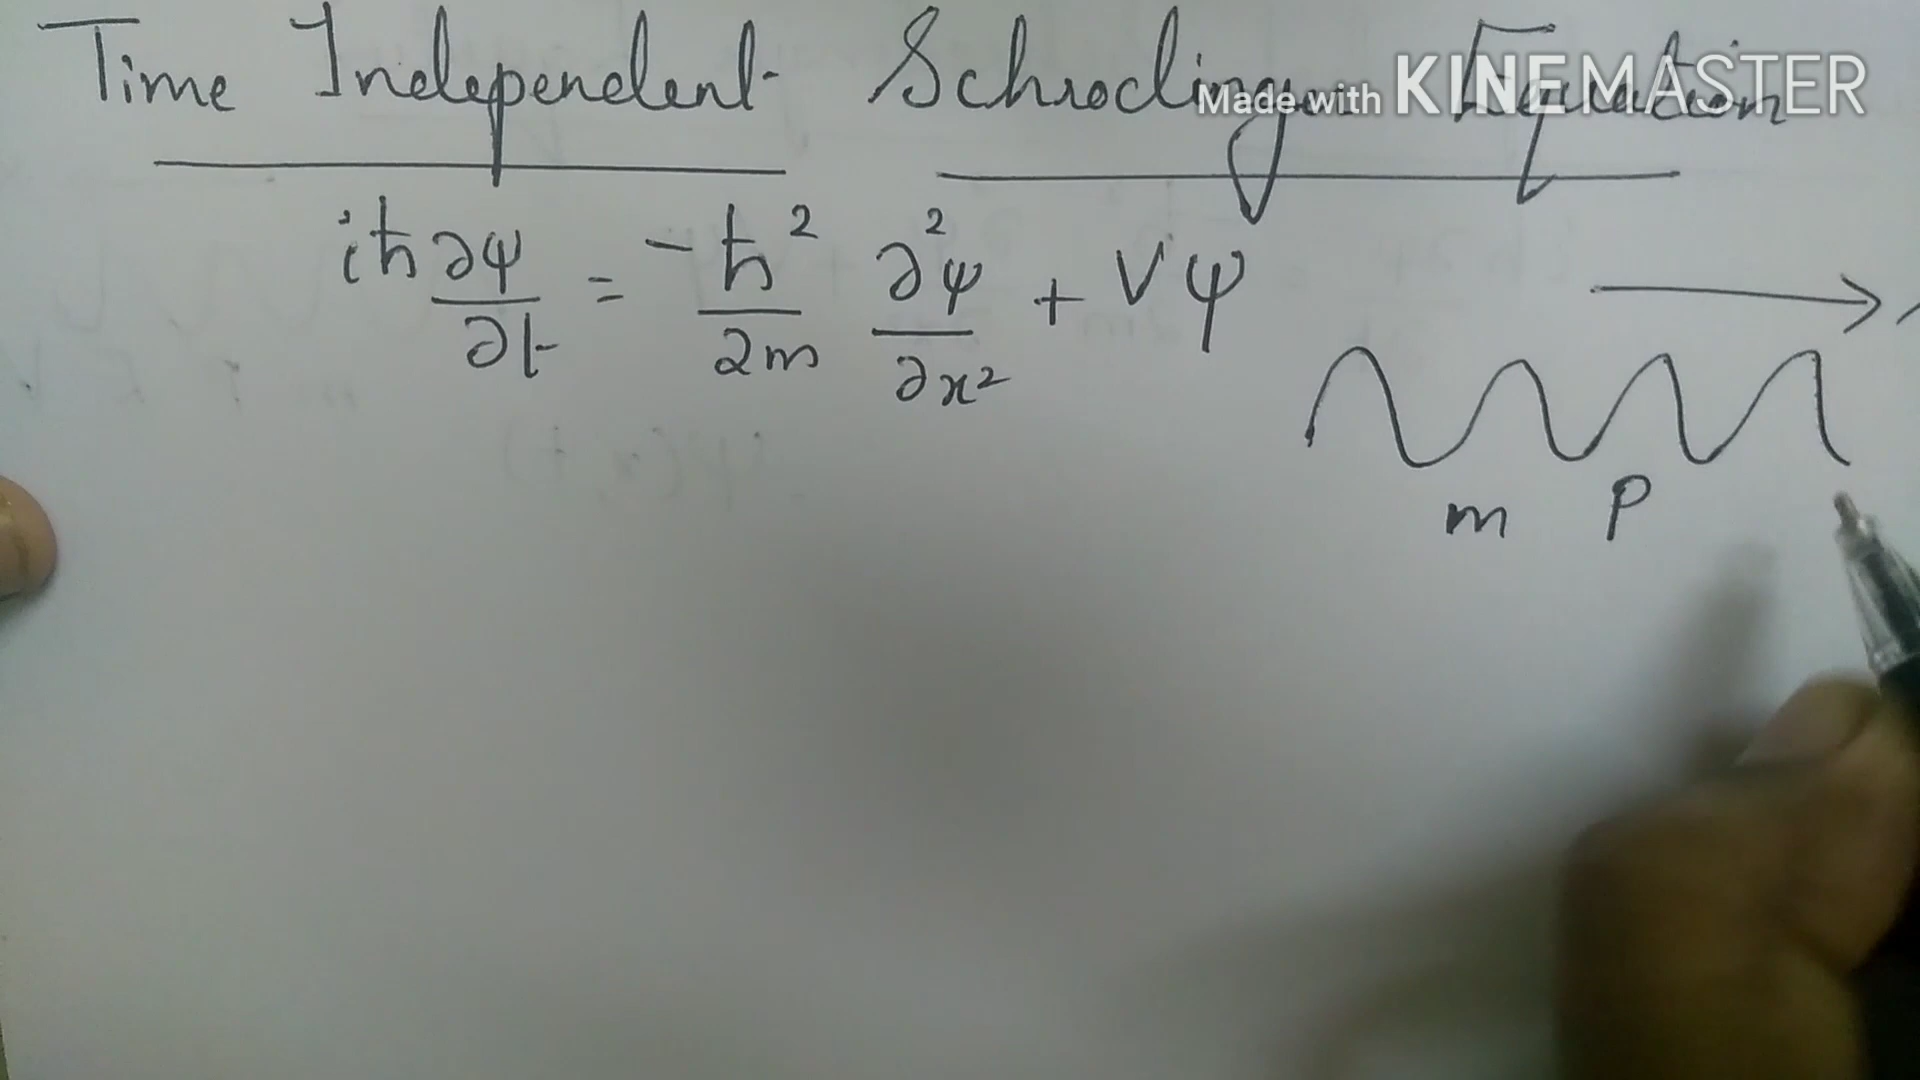 Time Independent Schrodinger Equation
Made with KINEMASTER
iħ ∂ψ/∂t = -ħ²/2m ∂²ψ/∂x² + Vψ
m P